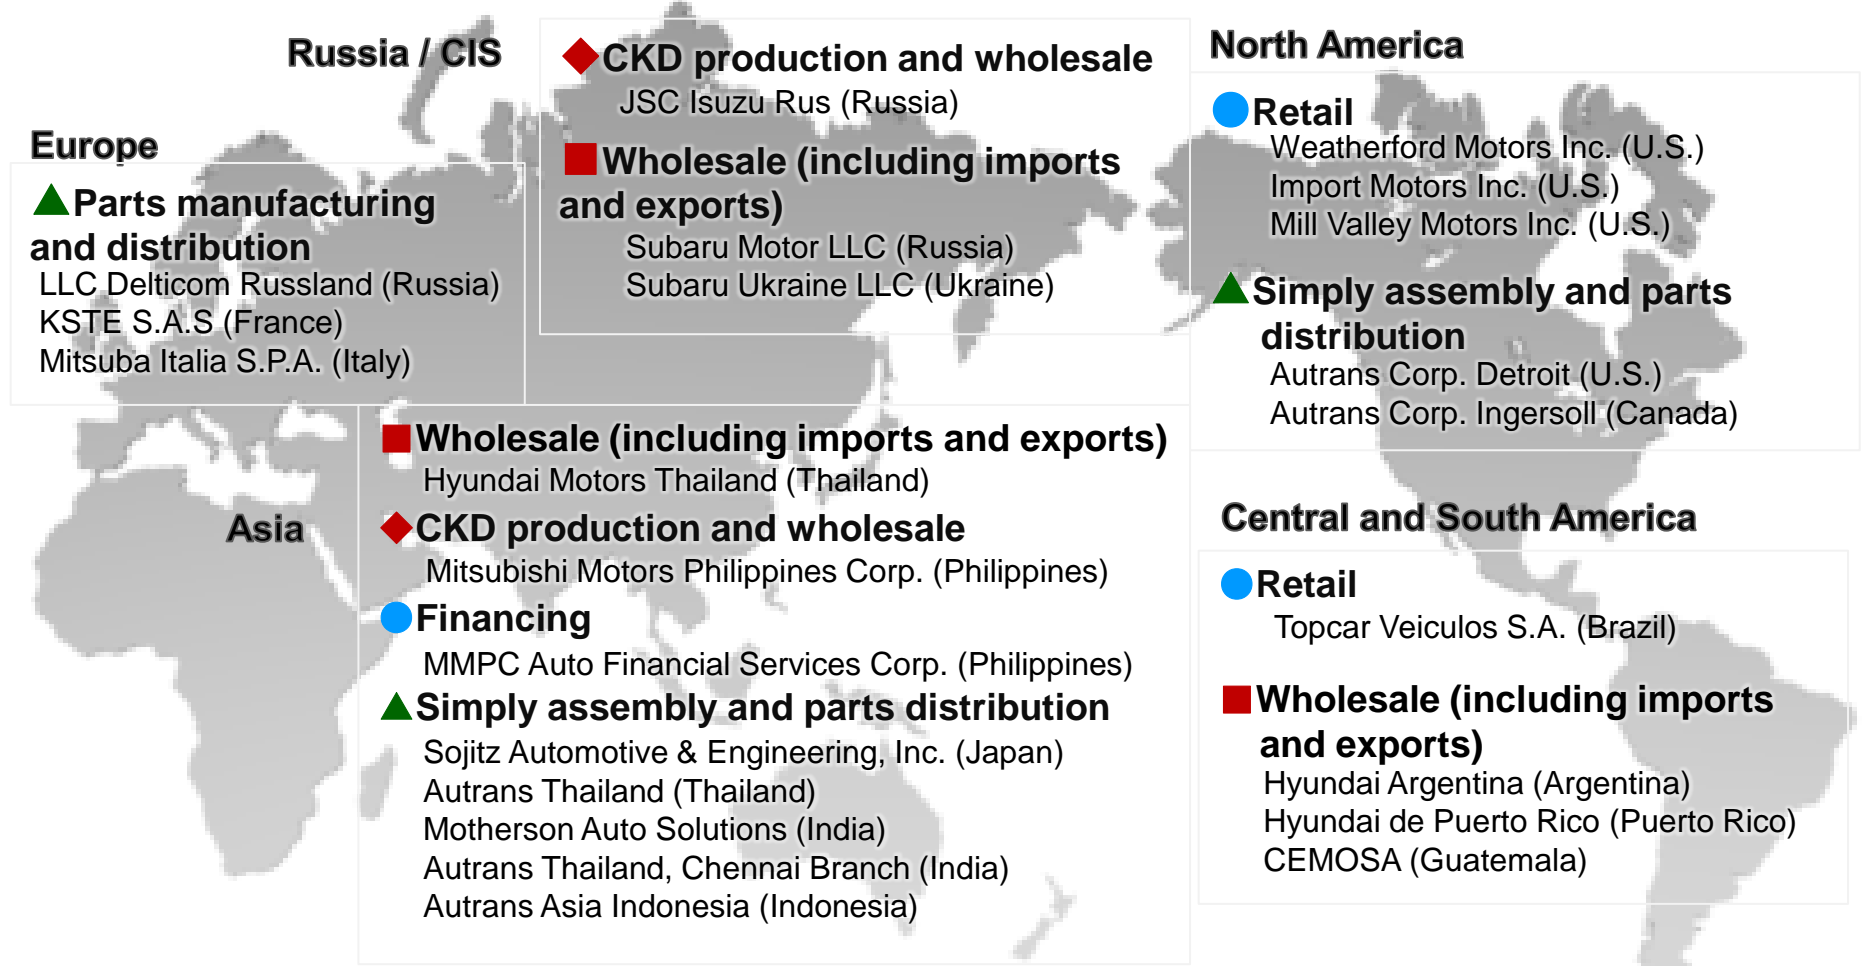 Russia / CIS
CKD production and wholesale
JSC Isuzu Rus (Russia)
Wholesale (including imports
and exports)
Subaru Motor LLC (Russia)
Subaru Ukraine LLC (Ukraine)
Europe
Parts manufacturing
and distribution
LLC Delticom Russland (Russia)
KSTE S.A.S (France)
Mitsuba Italia S.P.A. (Italy)
North America
Retail
Weatherford Motors Inc. (U.S.)
Import Motors Inc. (U.S.)
Mill Valley Motors Inc. (U.S.)
Simply assembly and parts
distribution
Autrans Corp. Detroit (U.S.)
Autrans Corp. Ingersoll (Canada)
Asia
Wholesale (including imports and exports)
Hyundai Motors Thailand (Thailand)
CKD production and wholesale
Mitsubishi Motors Philippines Corp. (Philippines)
Financing
MMPC Auto Financial Services Corp. (Philippines)
Simply assembly and parts distribution
Sojitz Automotive & Engineering, Inc. (Japan)
Autrans Thailand (Thailand)
Motherson Auto Solutions (India)
Autrans Thailand, Chennai Branch (India)
Autrans Asia Indonesia (Indonesia)
Central and South America
Retail
Topcar Veiculos S.A. (Brazil)
Wholesale (including imports
and exports)
Hyundai Argentina (Argentina)
Hyundai de Puerto Rico (Puerto Rico)
CEMOSA (Guatemala)